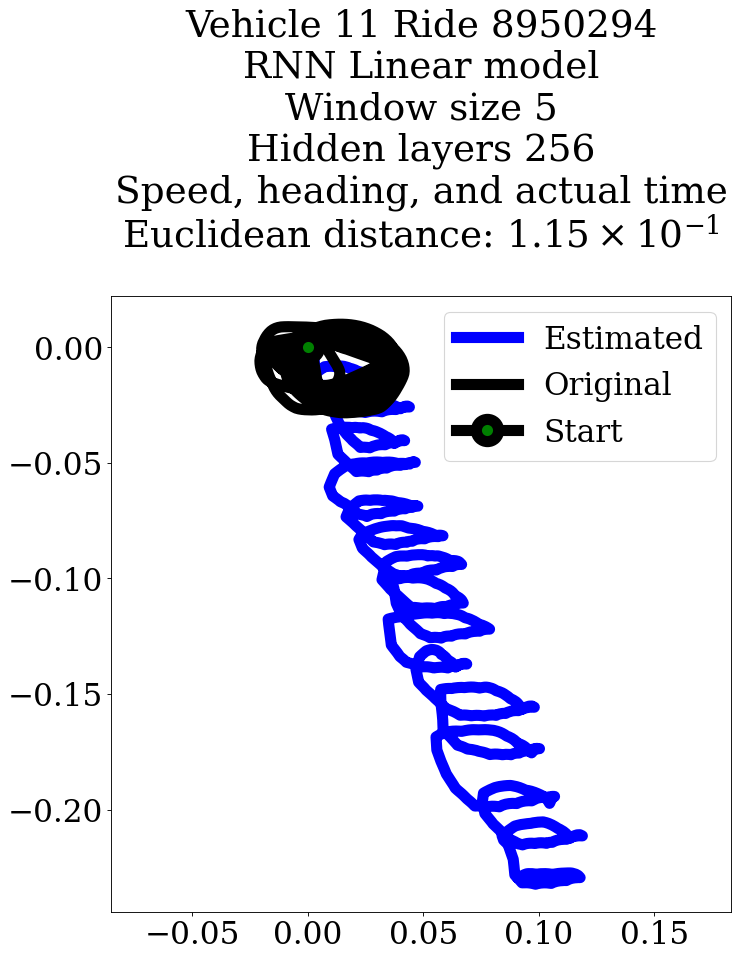 Vehicle 11 Ride 8950294
RNN Linear model
Window size 5
Hidden layers 256
Speed, heading, and actual time
Euclidean distance: 1.15 × 10⁻¹
Estimated
Original
Start
0.00
−0.05
−0.10
−0.15
−0.20
−0.05 0.00 0.05 0.10 0.15